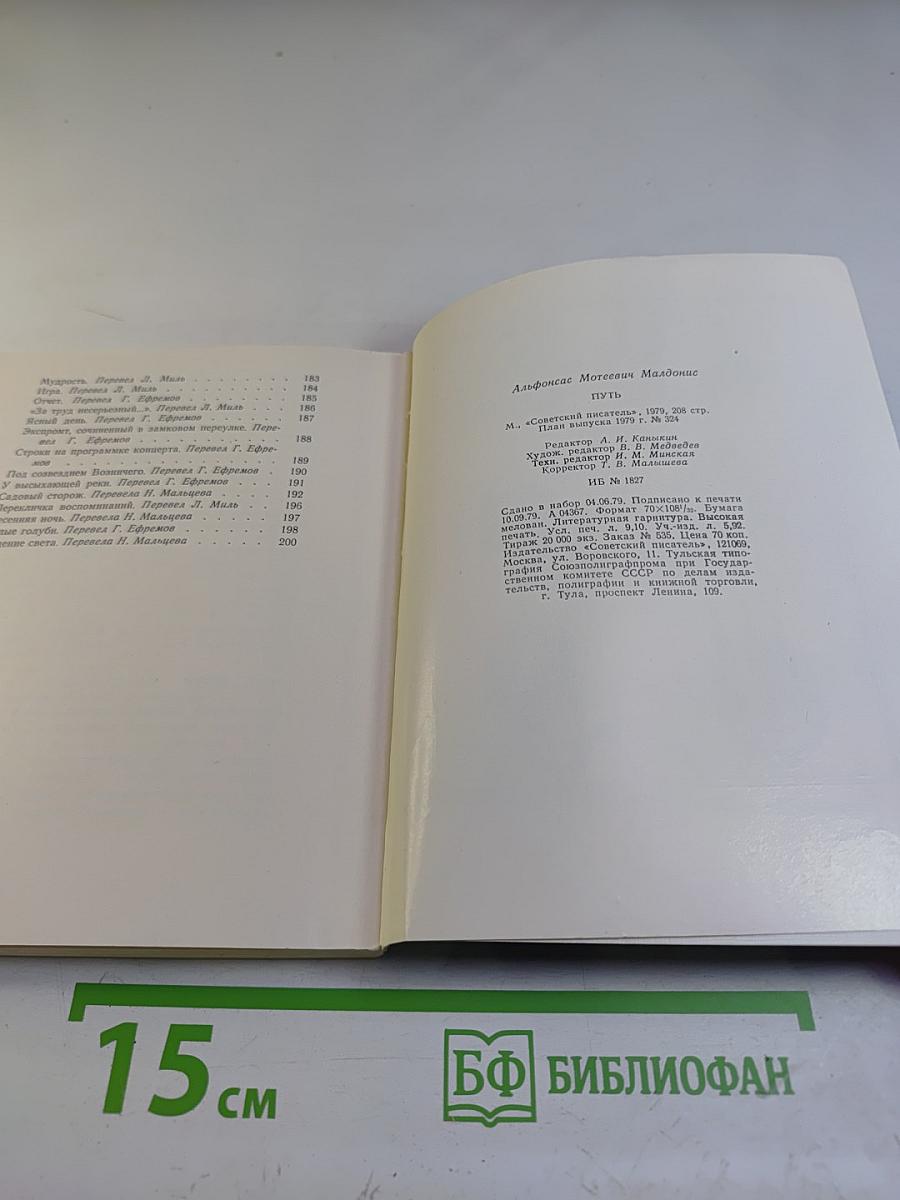 Мудрость. Перевел Л. Миль . . . . . . . . 183
Игра. Перевел Л. Миль . . . . . . . . . . 184
Отчет. Перевел Г. Ефремов . . . . . . . . 185
«За труд несерьезный...». Перевел Л. Миль . . . 186
Ясный день. Перевел Г. Ефремов . . . . . . 187
Экспромт, сочиненный в замковом переулке. Пере-
вел Г. Ефремов . . . . . . . . . . . 188
Строки на программке концерта. Перевел Г. Ефре-
мов . . . . . . . . . . . . . . . 189
Под созвездием Возничего. Перевел Г. Ефремов . 190
У высыхающей реки. Перевел Г. Ефремов . . . 191
Садовый сторож. Перевела Н. Мальцева . . . . 192
Перекличка воспоминаний. Перевел Л. Миль . . 196
есенняя ночь. Перевела Н. Мальцева . . . . . 197
ые голуби. Перевел Г. Ефремов . . . . . 198
ение света. Перевела Н. Мальцева . . . . . 200
Альфонсас Мотеевич Малдонис
ПУТЬ
М., «Советский писатель», 1979, 208 стр.
План выпуска 1979 г. № 324
Редактор А. И. Каныкин
Худож. редактор В. В. Медведев
Техн. редактор И. М. Минская
Корректор Т. В. Малышева
ИБ № 1827
Сдано в набор 04.06.79. Подписано к печати
10.09.79. А 04367. Формат 70×108¹/₃₂. Бумага
мелован. Литературная гарнитура. Высокая
печать. Усл. печ. л. 9,10. Уч.-изд. л. 5,92.
Тираж 20 000 экз. Заказ № 535. Цена 70 коп.
Издательство «Советский писатель», 121069,
Москва, ул. Воровского, 11. Тульская типо-
графия Союзполиграфпрома при Государ-
ственном комитете СССР по делам изда-
тельств, полиграфии и книжной торговли,
г. Тула, проспект Ленина, 109.
15 см
БФ БИБЛИОФАН